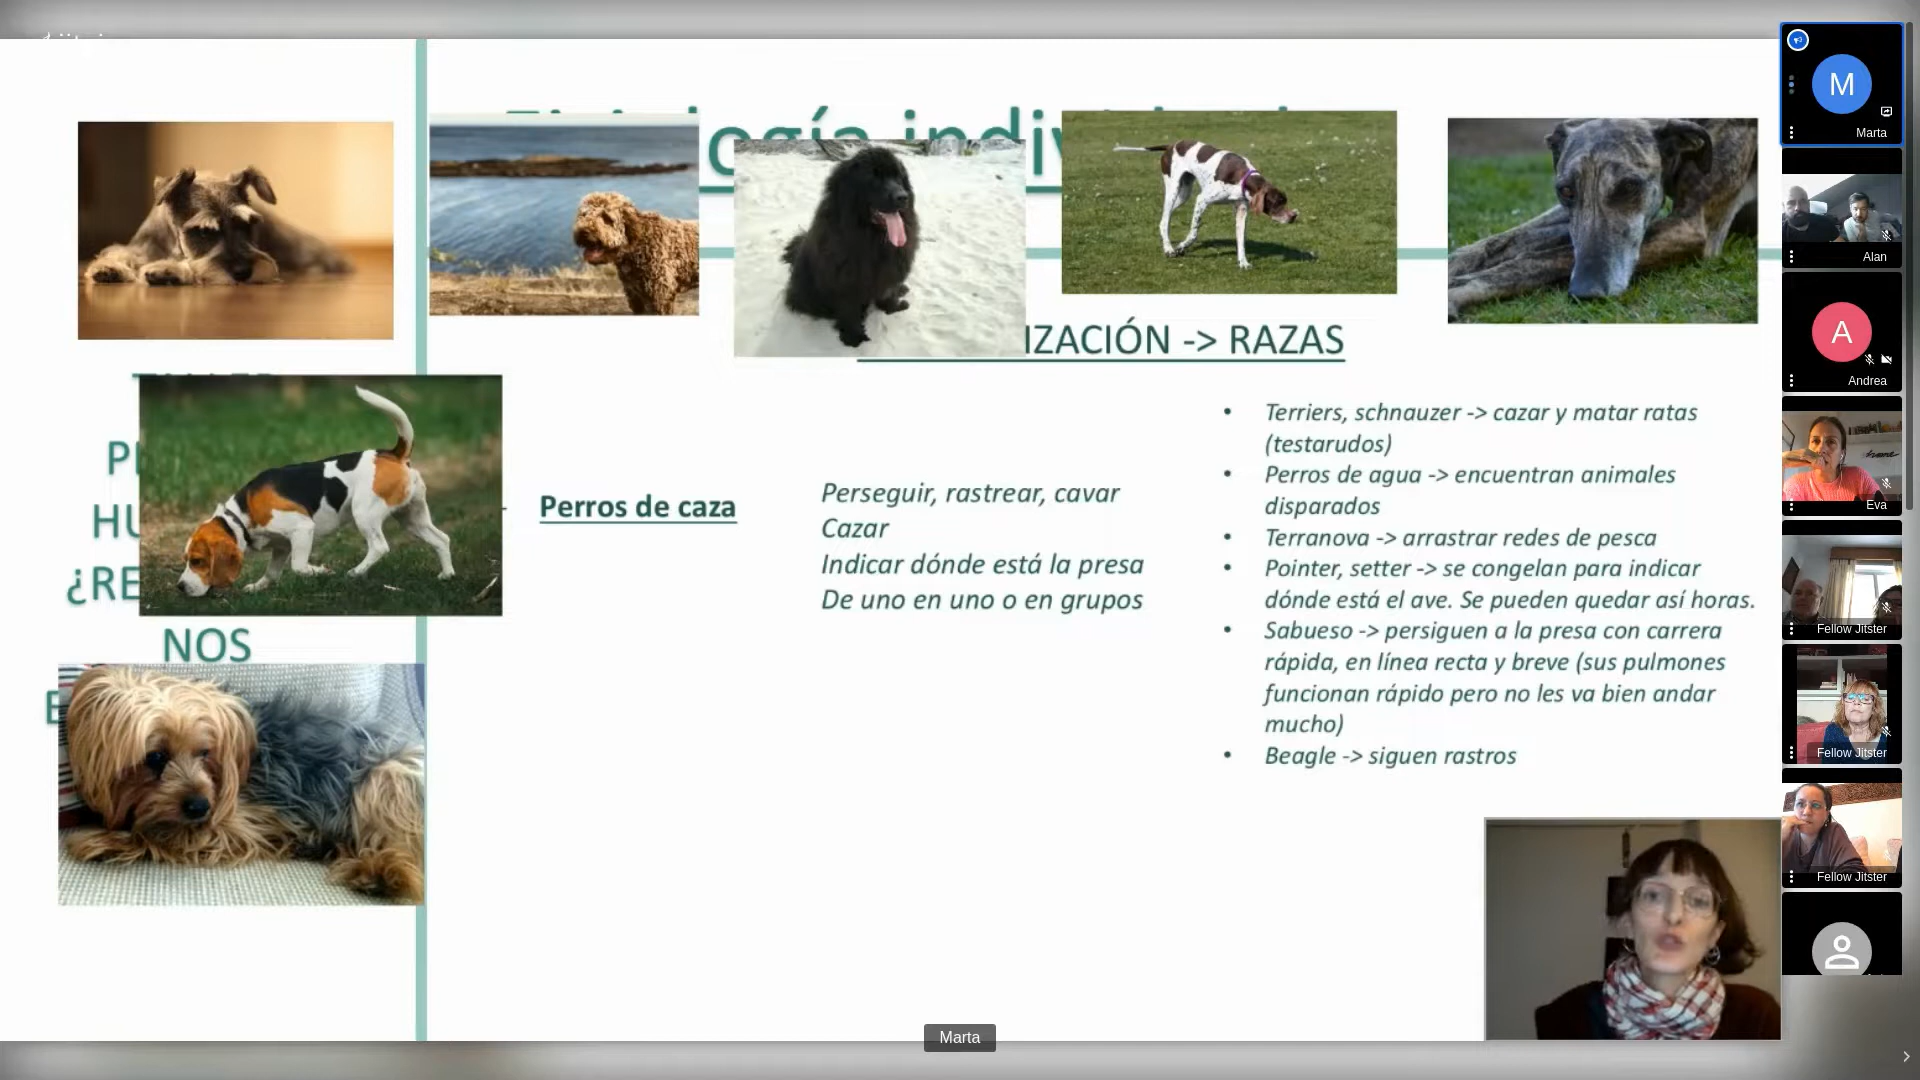 IZACIÓN -> RAZAS
NOS
Perros de caza
Perseguir, rastrear, cavar
Cazar
Indicar dónde está la presa
De uno en uno o en grupos
• Terriers, schnauzer -> cazar y matar ratas
(testarudos)
• Perros de agua -> encuentran animales
disparados
• Terranova -> arrastrar redes de pesca
• Pointer, setter -> se congelan para indicar
dónde está el ave. Se pueden quedar así horas.
• Sabueso -> persiguen a la presa con carrera
rápida, en línea recta y breve (sus pulmones
funcionan rápido pero no les va bien andar
mucho)
• Beagle -> siguen rastros
Marta
M
Marta
Alan
A
Andrea
Eva
Fellow Jitster
Fellow Jitster
Fellow Jitster